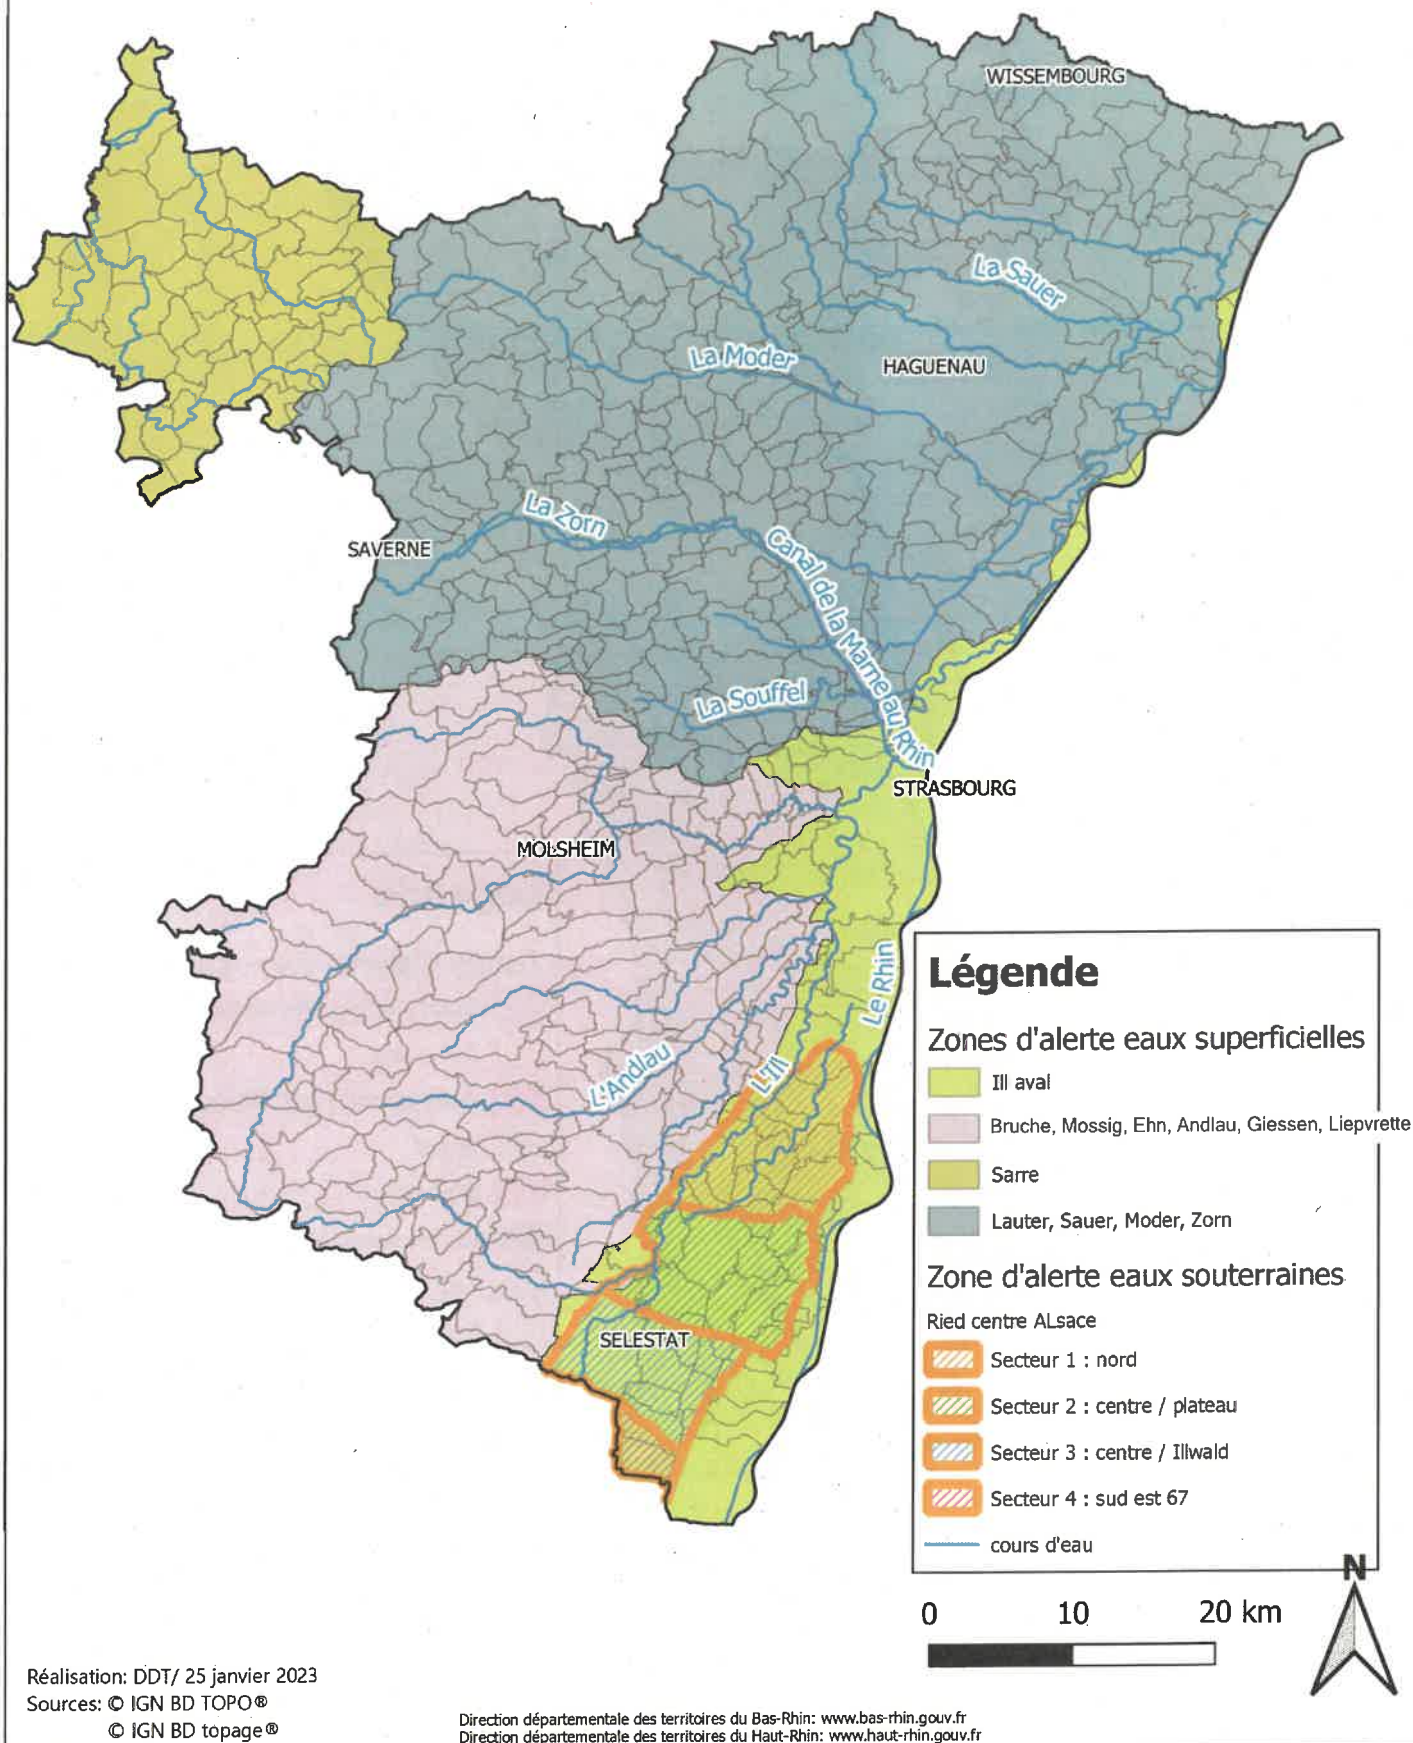 WISSEMBOURG
La Sauer
La Moder
HAGUENAU
La Zorn
SAVERNE
Canal de la Marne au Rhin
La Souffel
STRASBOURG
MOLSHEIM
Le Rhin
L'Andlau
L'Ill
SELESTAT
Légende
Zones d'alerte eaux superficielles
Ill aval
Bruche, Mossig, Ehn, Andlau, Giessen, Liepvrette
Sarre
Lauter, Sauer, Moder, Zorn
Zone d'alerte eaux souterraines
Ried centre ALsace
Secteur 1 : nord
Secteur 2 : centre / plateau
Secteur 3 : centre / Illwald
Secteur 4 : sud est 67
cours d'eau
N
0 10 20 km
Réalisation: DDT/ 25 janvier 2023
Sources: © IGN BD TOPO®
© IGN BD topage®
Direction départementale des territoires du Bas-Rhin: www.bas-rhin.gouv.fr
Direction départementale des territoires du Haut-Rhin: www.haut-rhin.gouv.fr